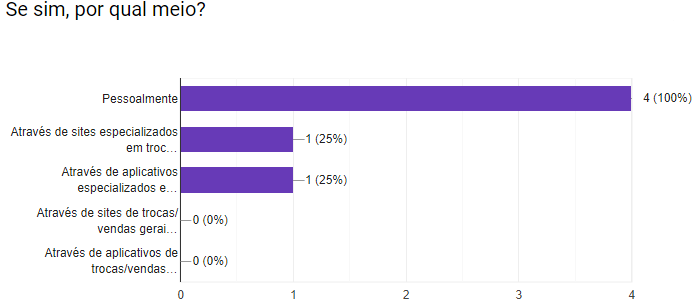 Se sim, por qual meio?
Pessoalmente
4 (100%)
Através de sites especializados
em troc...
1 (25%)
Através de aplicativos
especializados e...
1 (25%)
Através de sites de trocas/
vendas gerai...
0 (0%)
Através de aplicativos de
trocas/vendas...
0 (0%)
0 1 2 3 4